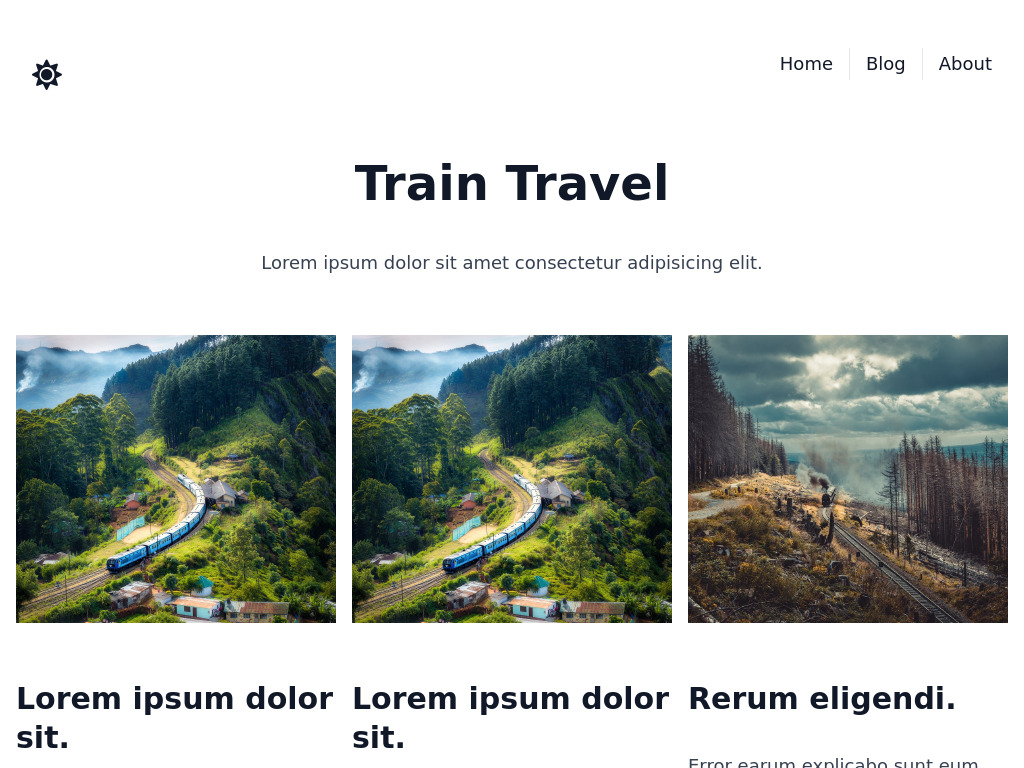 Home
Blog
About
Train Travel
Lorem ipsum dolor sit amet consectetur adipisicing elit.
Lorem ipsum dolor
sit.
Lorem ipsum dolor
sit.
Rerum eligendi.
Error earum explicabo sunt eum